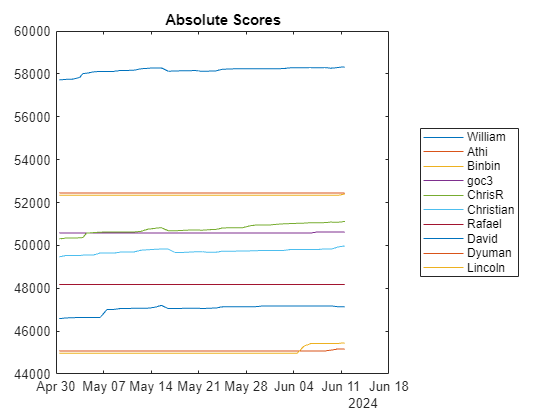 Absolute Scores
60000
58000
56000
54000
52000
50000
48000
46000
44000
Apr 30 May 07 May 14 May 21 May 28 Jun 04 Jun 11 Jun 18
2024
William
Athi
Binbin
goc3
ChrisR
Christian
Rafael
David
Dyuman
Lincoln